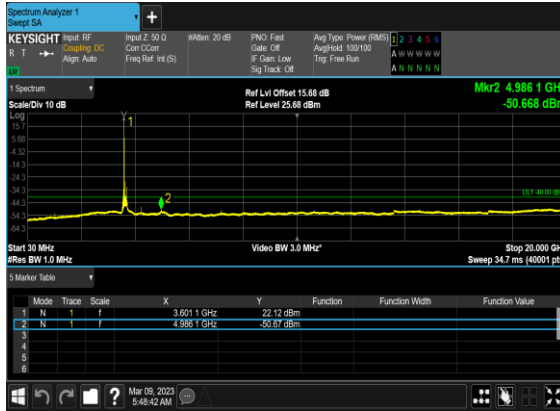 Spectrum Analyzer 1
Swept SA
+
KEYSIGHT Input: RF Input Z: 50 Ω #Atten: 20 dB PNO: Fast Avg Type: Power (RMS) 1 2 3 4 5 6
R T Coupling: DC Corr CCorr Gate: Off Avg|Hold: 100/100 A W W W W W
Align: Auto Freq Ref: Int (S) IF Gain: Low Trig: Free Run
LU Sig Track: Off A N N N N N
1 Spectrum Ref Lvl Offset 15.68 dB Mkr2 4.986 1 GH
Scale/Div 10 dB Ref Level 25.68 dBm -50.668 dB
Log
15.7
5.68
-4.32
-14.3
-24.3
-34.3
-44.3
-54.3
-64.3
1
2
Start 30 MHz Video BW 3.0 MHz* Stop 20.000 GH
#Res BW 1.0 MHz Sweep 34.7 ms (40001 pt
5 Marker Table
Mode Trace Scale X Y Function Function Width Function Value
1 N 1 f 3.601 1 GHz 22.12 dBm
2 N 1 f 4.986 1 GHz -50.67 dBm
3
4
5
6
? Mar 09, 2023
5:48:42 AM